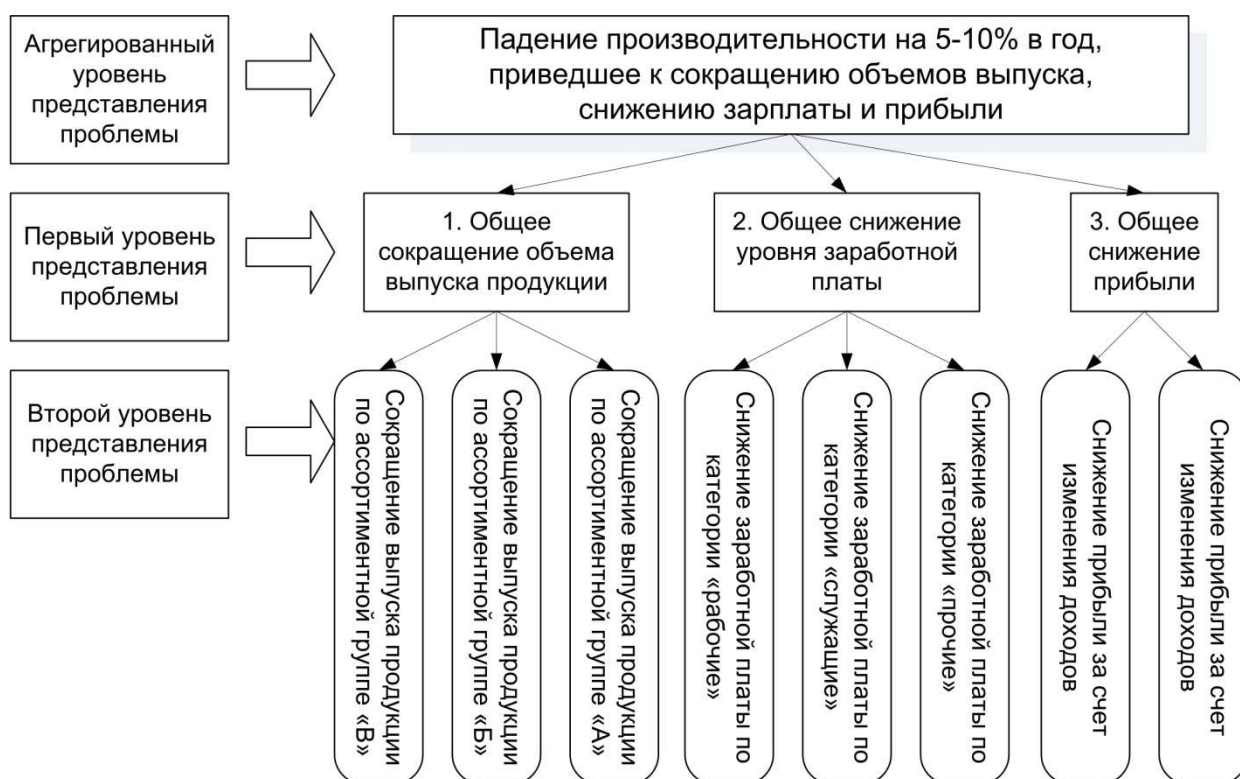 Агрегированный
уровень
представления
проблемы
Падение производительности на 5-10% в год,
приведшее к сокращению объемов выпуска,
снижению зарплаты и прибыли
Первый уровень
представления
проблемы
1. Общее
сокращение объема
выпуска продукции
2. Общее снижение
уровня заработной
платы
3. Общее
снижение
прибыли
Второй уровень
представления
проблемы
Сокращение выпуска продукции
по ассортиментной группе «В»
Сокращение выпуска продукции
по ассортиментной группе «Б»
Сокращение выпуска продукции
по ассортиментной группе «А»
Снижение заработной платы по
категории «рабочие»
Снижение заработной платы по
категории «служащие»
Снижение заработной платы по
категории «прочие»
Снижение прибыли за счет
изменения доходов
Снижение прибыли за счет
изменения доходов